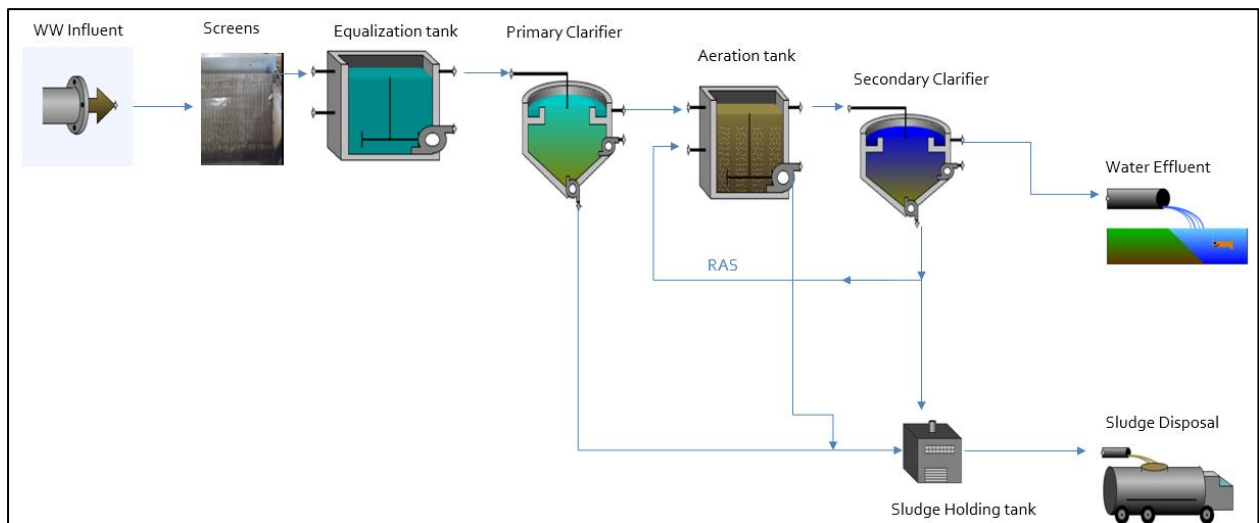 WW Influent
Screens
Equalization tank
Primary Clarifier
Aeration tank
Secondary Clarifier
Water Effluent
RAS
Sludge Disposal
Sludge Holding tank